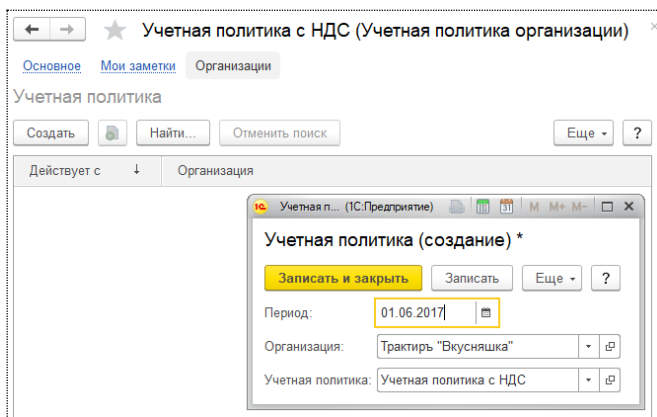 Учетная политика с НДС (Учетная политика организации)
Основное Мои заметки Организации
Учетная политика
Создать Найти... Отменить поиск Еще ?
Действует с Организация
1С Учетная п... (1С:Предприятие) 31 M M+ M-
Учетная политика (создание) *
Записать и закрыть Записать Еще ?
Период: 01.06.2017
Организация: Трактиръ "Вкусняшка"
Учетная политика: Учетная политика с НДС